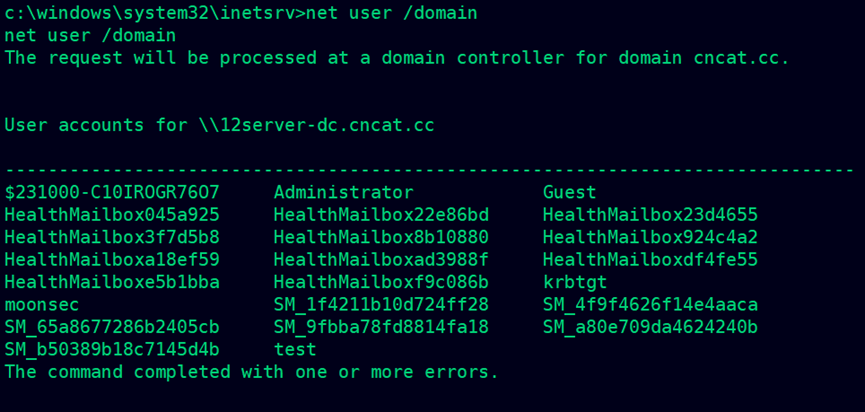 c:\windows\system32\inetsrv>net user /domain
net user /domain
The request will be processed at a domain controller for domain cncat.cc.
User accounts for \\12server-dc.cncat.cc
-------------------------------------------------------------------------------
$231000-C10IROGR76O7 Administrator Guest
HealthMailbox045a925 HealthMailbox22e86bd HealthMailbox23d4655
HealthMailbox3f7d5b8 HealthMailbox8b10880 HealthMailbox924c4a2
HealthMailboxa18ef59 HealthMailboxad3988f HealthMailboxdf4fe55
HealthMailboxe5b1bba HealthMailboxf9c086b krbtgt
moonsec SM_1f4211b10d724ff28 SM_4f9f4626f14e4aaca
SM_65a8677286b2405cb SM_9fbba78fd8814fa18 SM_a80e709da4624240b
SM_b50389b18c7145d4b test
The command completed with one or more errors.